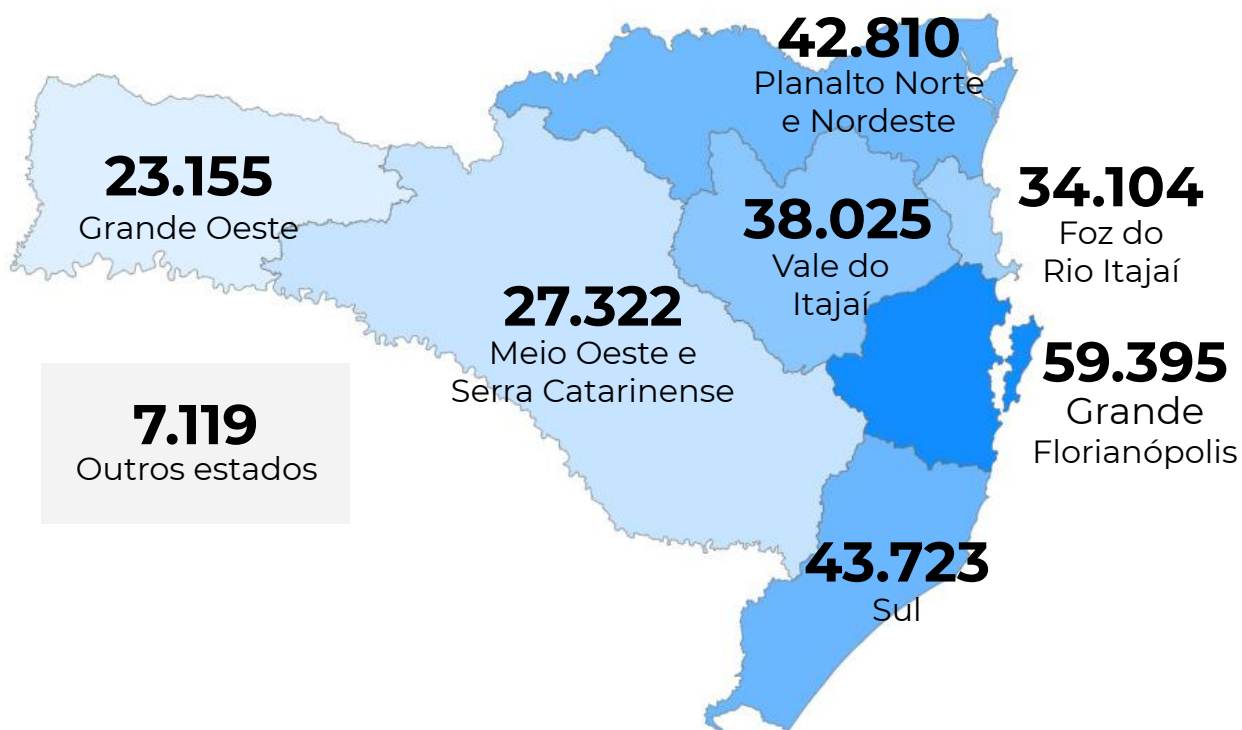 42.810
Planalto Norte
e Nordeste
23.155
Grande Oeste
34.104
Foz do
Rio Itajaí
38.025
Vale do
Itajaí
27.322
Meio Oeste e
Serra Catarinense
59.395
Grande
Florianópolis
7.119
Outros estados
43.723
Sul